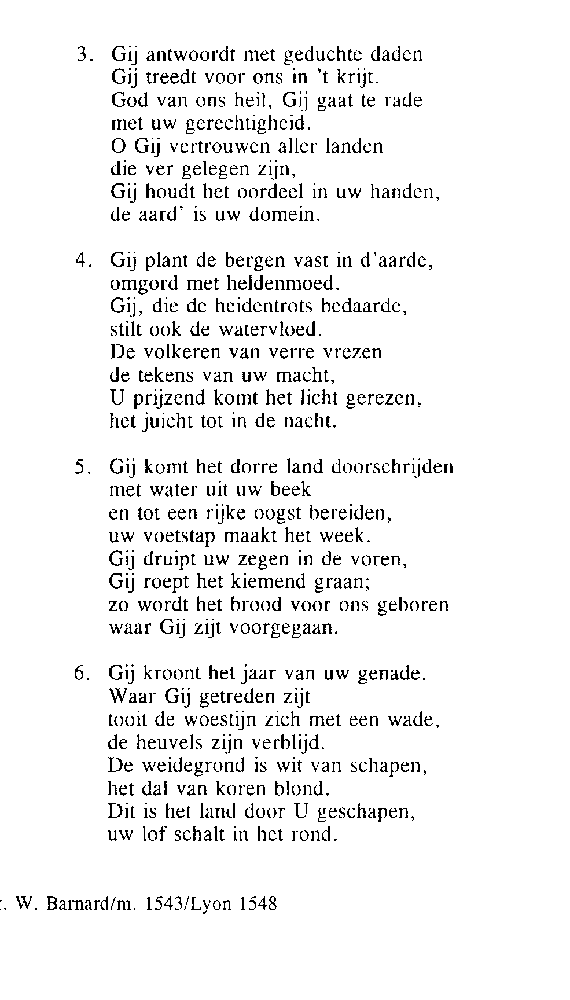 3. Gij antwoordt met geduchte daden
Gij treedt voor ons in 't krijt.
God van ons heil, Gij gaat te rade
met uw gerechtigheid.
O Gij vertrouwen aller landen
die ver gelegen zijn,
Gij houdt het oordeel in uw handen,
de aard' is uw domein.
4. Gij plant de bergen vast in d'aarde,
omgord met heldenmoed.
Gij, die de heidentrots bedaarde,
stilt ook de watervloed.
De volkeren van verre vrezen
de tekens van uw macht,
U prijzend komt het licht gerezen,
het juicht tot in de nacht.
5. Gij komt het dorre land doorschrijden
met water uit uw beek
en tot een rijke oogst bereiden,
uw voetstap maakt het week.
Gij druipt uw zegen in de voren,
Gij roept het kiemend graan;
zo wordt het brood voor ons geboren
waar Gij zijt voorgegaan.
6. Gij kroont het jaar van uw genade.
Waar Gij getreden zijt
tooit de woestijn zich met een wade,
de heuvels zijn verblijd.
De weidegrond is wit van schapen,
het dal van koren blond.
Dit is het land door U geschapen,
uw lof schalt in het rond.
W. Barnard/m. 1543/Lyon 1548